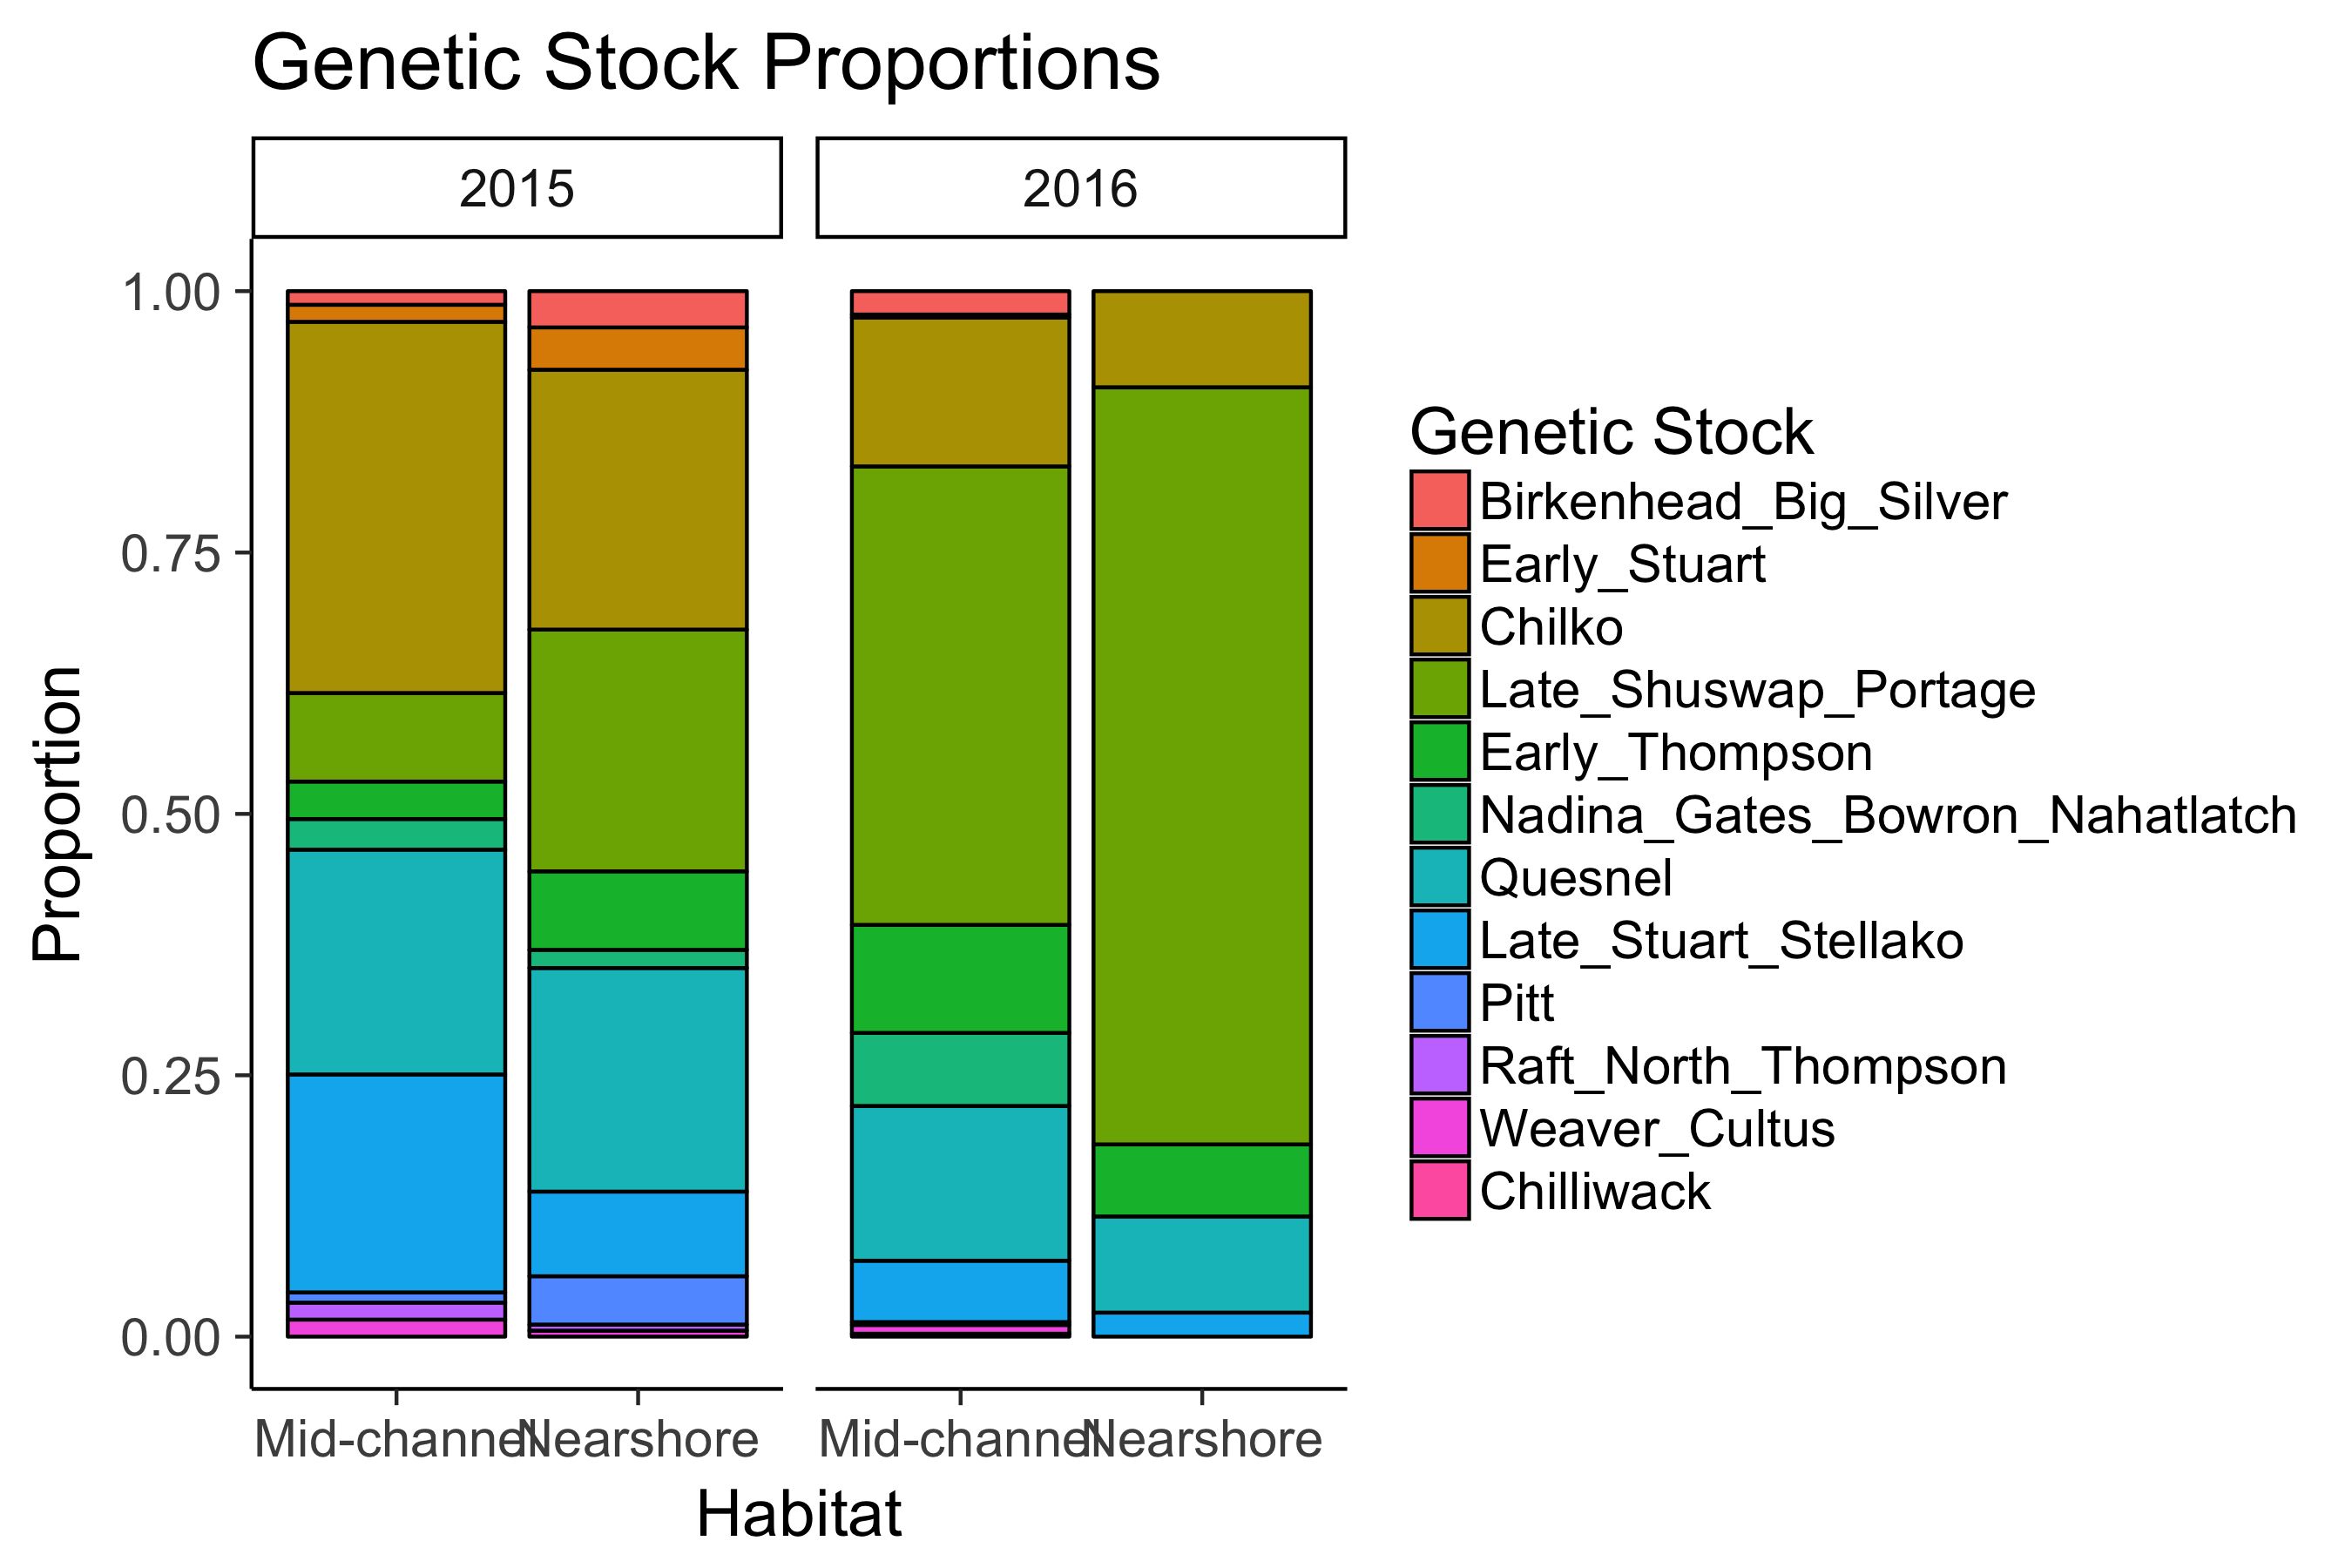 Genetic Stock Proportions
2015
2016
1.00
0.75
0.50
0.25
0.00
Proportion
Mid-channel
Nearshore
Mid-channel
Nearshore
Habitat
Genetic Stock
Birkenhead_Big_Silver
Early_Stuart
Chilko
Late_Shuswap_Portage
Early_Thompson
Nadina_Gates_Bowron_Nahatlatch
Quesnel
Late_Stuart_Stellako
Pitt
Raft_North_Thompson
Weaver_Cultus
Chilliwack